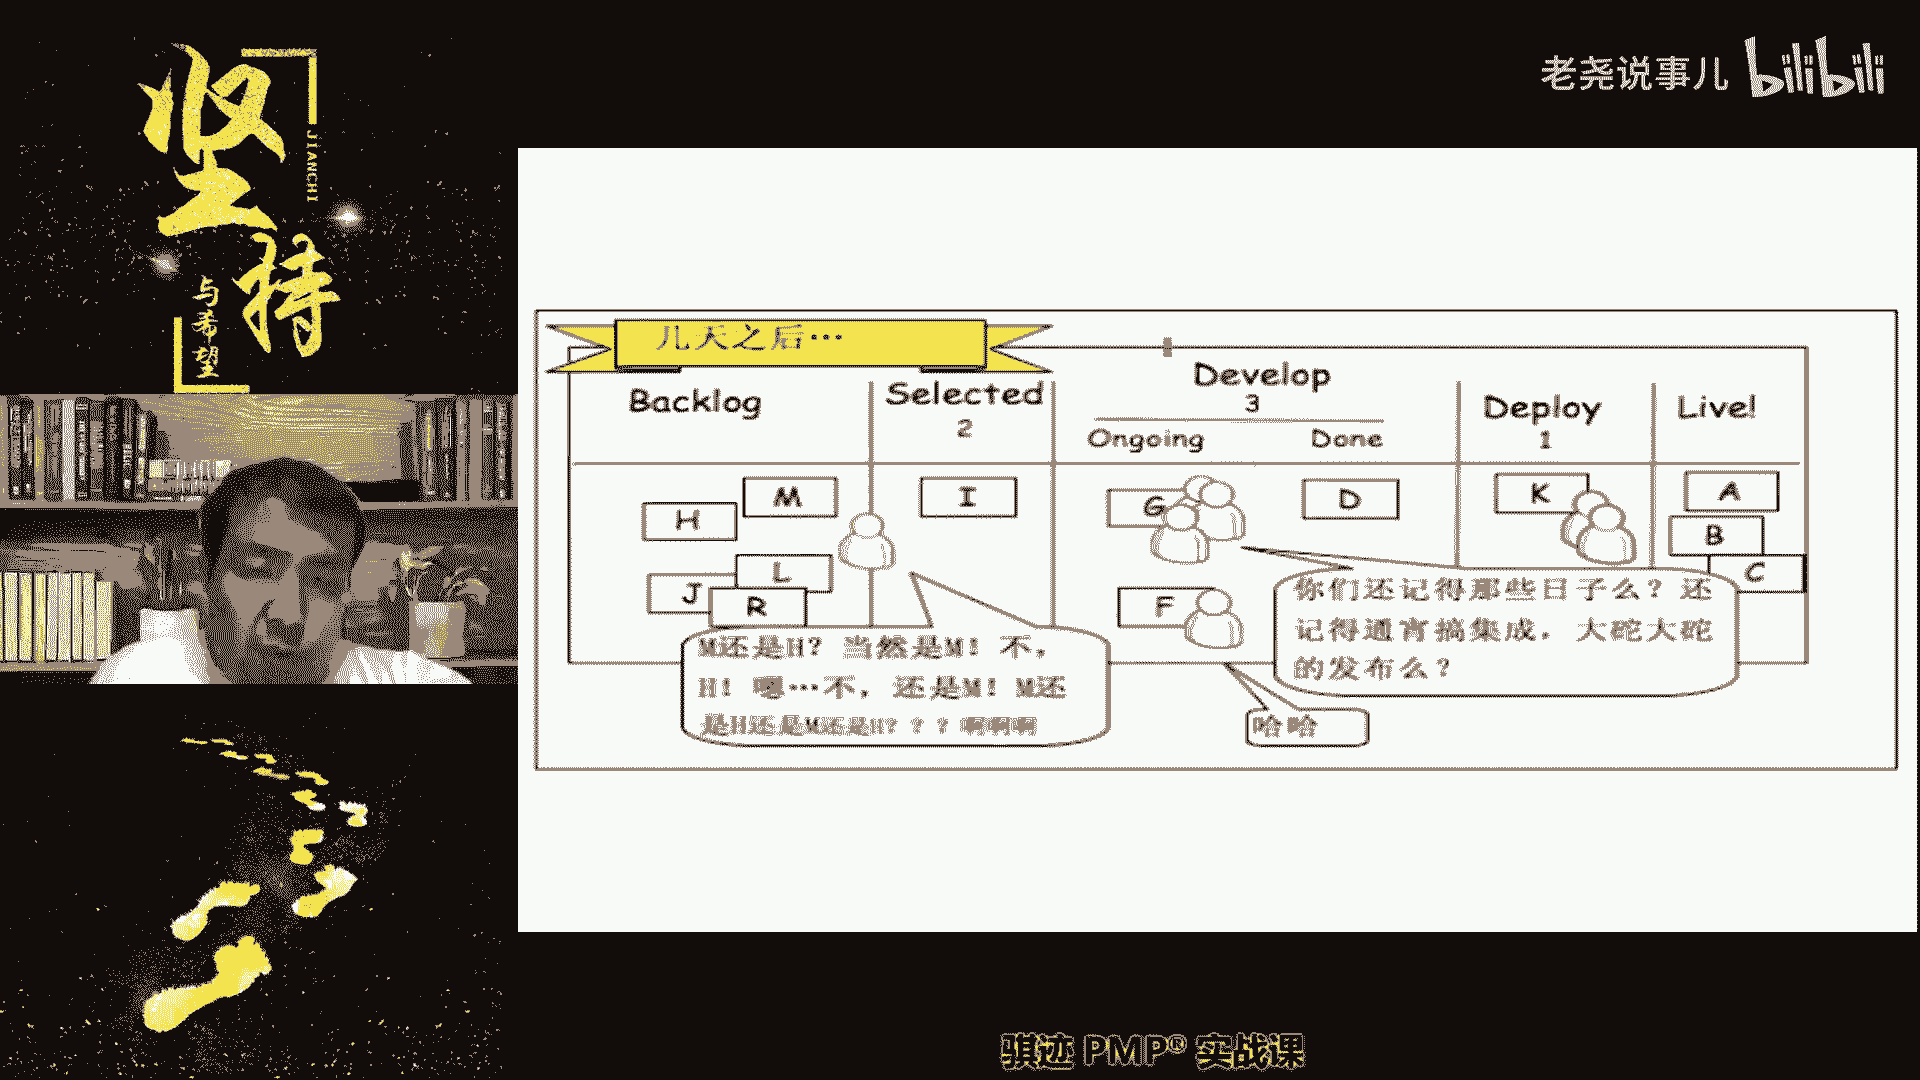 坚持
JIANCHI
与希望
老尧说事儿 bilibili
几天之后…
Backlog
Selected
2
Develop
3
Ongoing
Done
Deploy
1
Live!
M
H
L
J
R
I
G
D
F
K
A
B
C
M还是H? 当然是M! 不,
H! 嗯…不, 还是M! M还
是H还是M还是H? ? ? 啊啊啊
你们还记得那些日子么? 还
记得通宵搞集成, 大砣大砣
的发布么?
哈哈
骐迹 PMP® 实战课